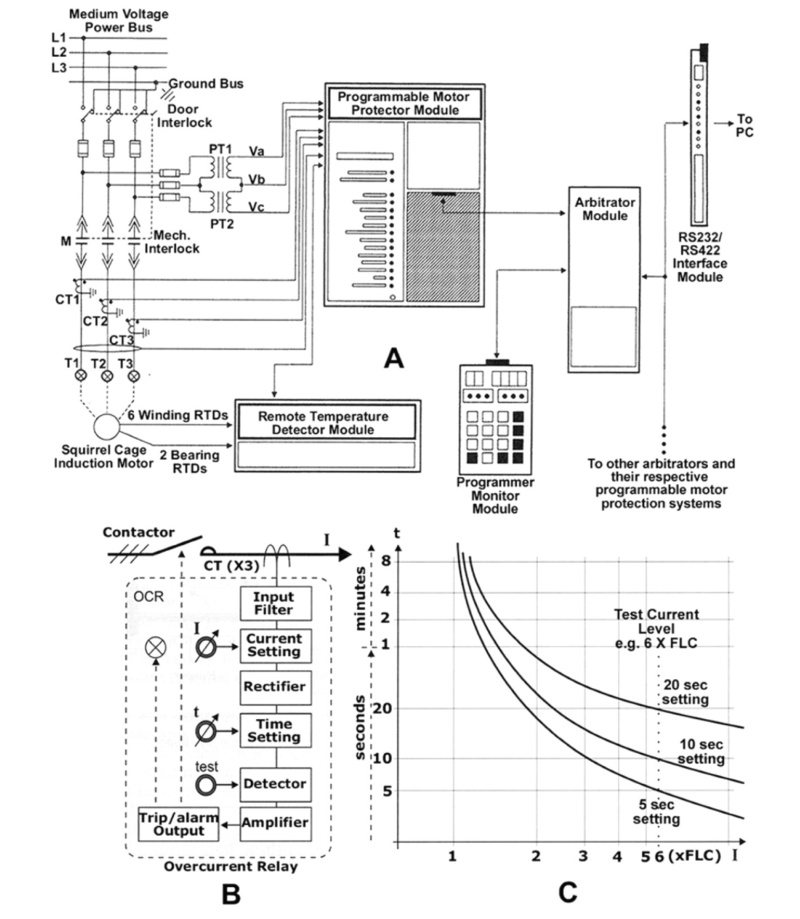 Medium Voltage
Power Bus
L1
L2
L3
Ground Bus
Door
Interlock
PT1
Va
Vb
Vc
PT2
M
Mech.
Interlock
CT1
CT2
CT3
T1
T2
T3
6 Winding RTDs
2 Bearing
RTDs
Squirrel Cage
Induction Motor
Programmable Motor
Protector Module
Remote Temperature
Detector Module
A
Arbitrator
Module
Programmer
Monitor
Module
To
PC
RS232/
RS422
Interface
Module
To other arbitrators and
their respective
programmable motor
protection systems
Contactor
I
CT (X3)
OCR
Input
Filter
I
Current
Setting
Rectifier
t
Time
Setting
test
Detector
Trip/alarm
Output
Amplifier
Overcurrent Relay
B
t
minutes
seconds
8
4
2
1
20
10
5
Test Current
Level
e.g. 6 X FLC
20 sec
setting
10 sec
setting
5 sec
setting
1 2 3 4 5 6 (xFLC) I
C